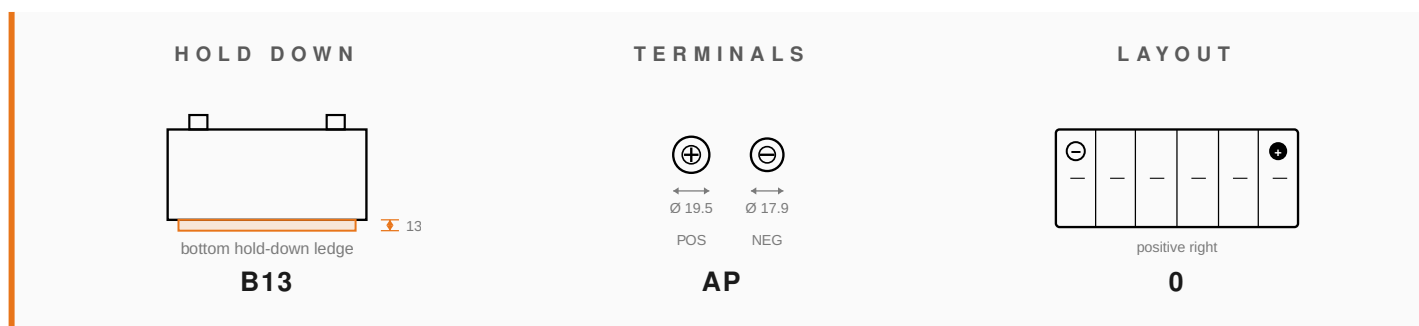 HOLD DOWN
13
bottom hold-down ledge
B13
TERMINALS
Ø 19.5 Ø 17.9
POS NEG
AP
LAYOUT
− +
positive right
0